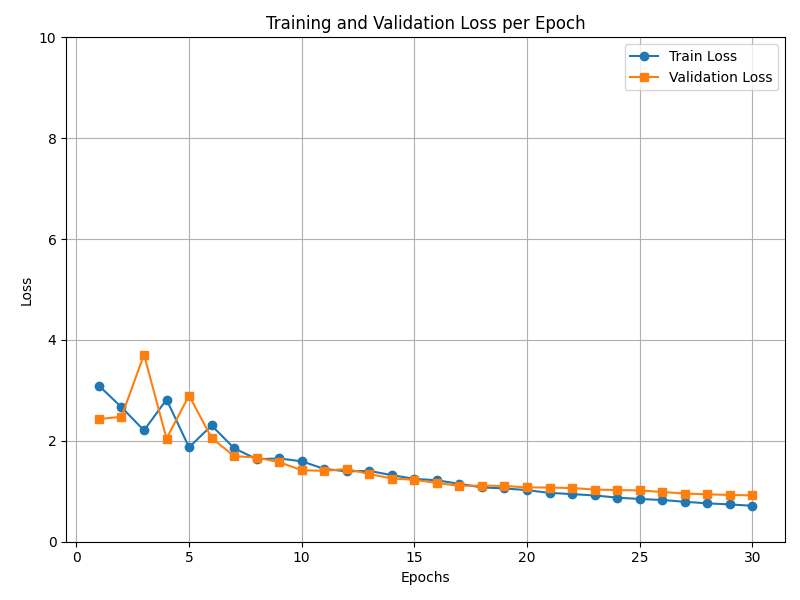 Training and Validation Loss per Epoch
10
8
6
4
2
0
Loss
Train Loss
Validation Loss
0 5 10 15 20 25 30
Epochs